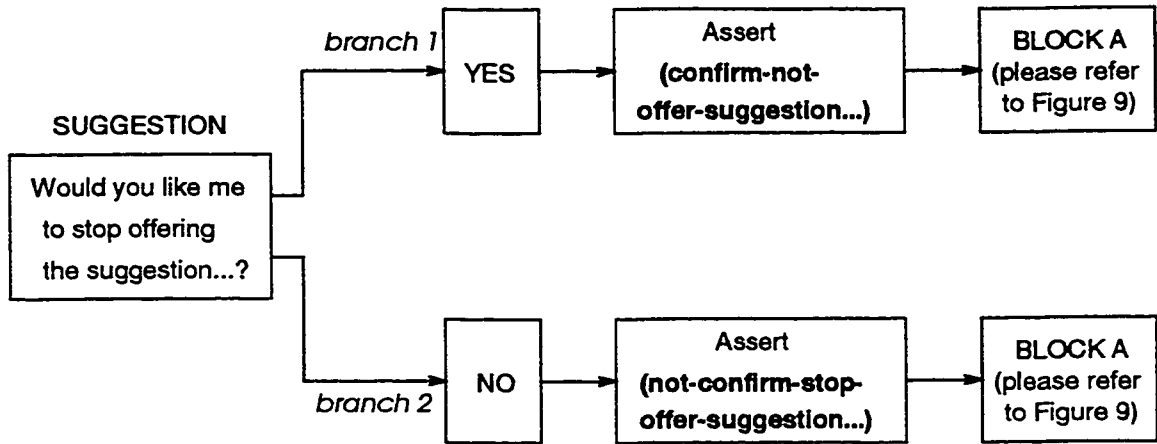 SUGGESTION
Would you like me
to stop offering
the suggestion...?
branch 1
YES
Assert
(confirm-not-
offer-suggestion...)
BLOCK A
(please refer
to Figure 9)
branch 2
NO
Assert
(not-confirm-stop-
offer-suggestion...)
BLOCK A
(please refer
to Figure 9)